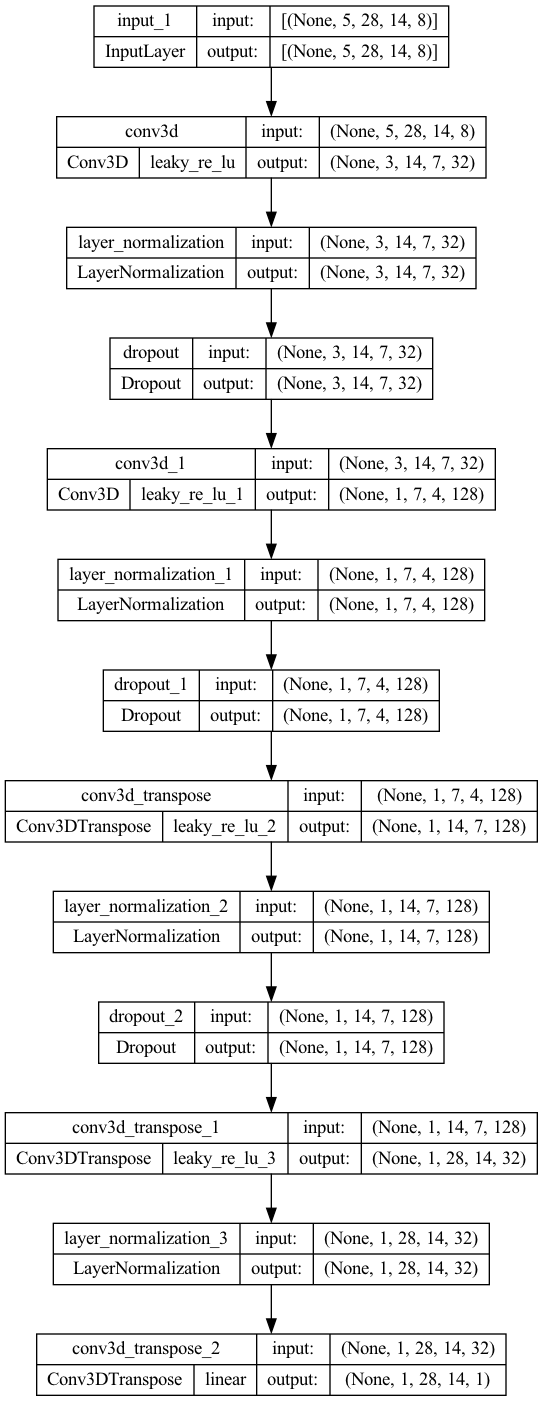 input_1 input: [(None, 5, 28, 14, 8)]
InputLayer output: [(None, 5, 28, 14, 8)]
conv3d input: (None, 5, 28, 14, 8)
Conv3D leaky_re_lu output: (None, 3, 14, 7, 32)
layer_normalization input: (None, 3, 14, 7, 32)
LayerNormalization output: (None, 3, 14, 7, 32)
dropout input: (None, 3, 14, 7, 32)
Dropout output: (None, 3, 14, 7, 32)
conv3d_1 input: (None, 3, 14, 7, 32)
Conv3D leaky_re_lu_1 output: (None, 1, 7, 4, 128)
layer_normalization_1 input: (None, 1, 7, 4, 128)
LayerNormalization output: (None, 1, 7, 4, 128)
dropout_1 input: (None, 1, 7, 4, 128)
Dropout output: (None, 1, 7, 4, 128)
conv3d_transpose input: (None, 1, 7, 4, 128)
Conv3DTranspose leaky_re_lu_2 output: (None, 1, 14, 7, 128)
layer_normalization_2 input: (None, 1, 14, 7, 128)
LayerNormalization output: (None, 1, 14, 7, 128)
dropout_2 input: (None, 1, 14, 7, 128)
Dropout output: (None, 1, 14, 7, 128)
conv3d_transpose_1 input: (None, 1, 14, 7, 128)
Conv3DTranspose leaky_re_lu_3 output: (None, 1, 28, 14, 32)
layer_normalization_3 input: (None, 1, 28, 14, 32)
LayerNormalization output: (None, 1, 28, 14, 32)
conv3d_transpose_2 input: (None, 1, 28, 14, 32)
Conv3DTranspose linear output: (None, 1, 28, 14, 1)